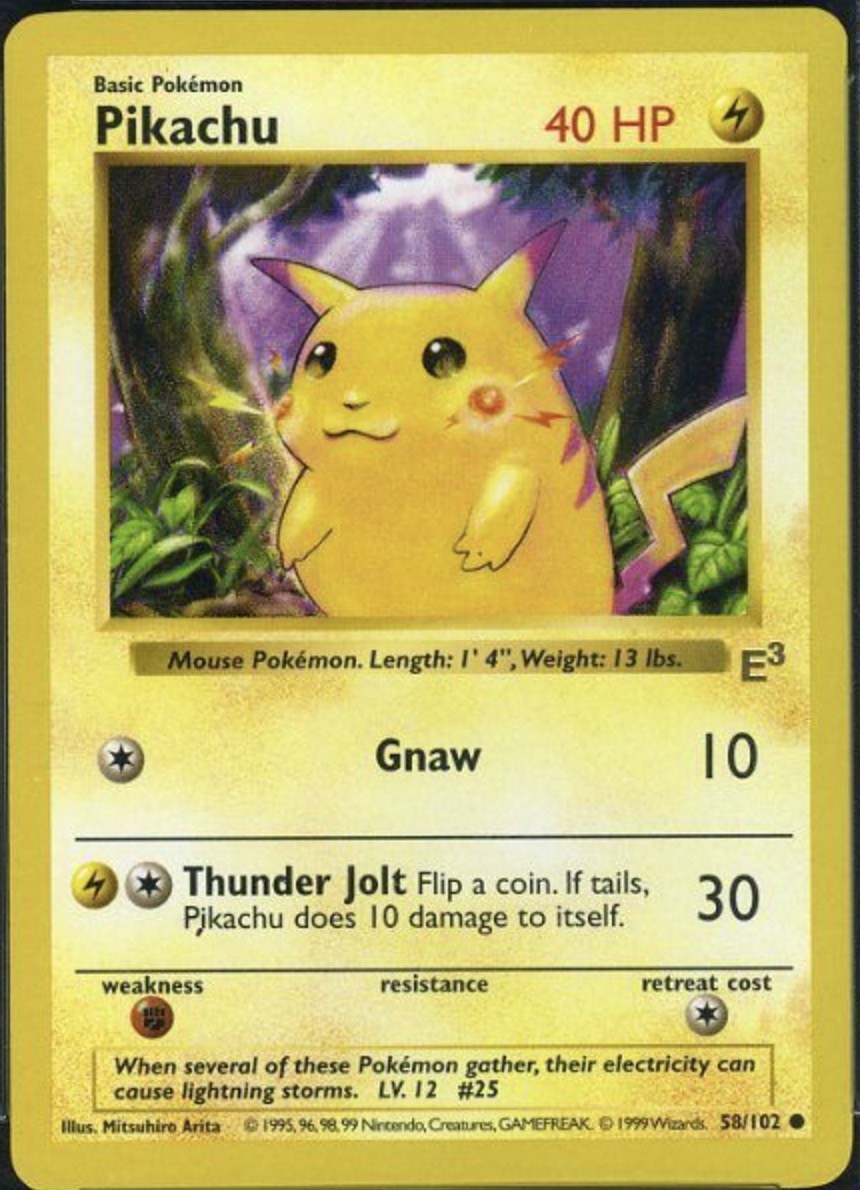 Basic Pokémon
Pikachu 40 HP
Mouse Pokémon. Length: 1' 4", Weight: 13 lbs.
E3
Gnaw 10
Thunder Jolt Flip a coin. If tails,
Pikachu does 10 damage to itself. 30
weakness resistance retreat cost
When several of these Pokémon gather, their electricity can
cause lightning storms. LV. 12 #25
Illus. Mitsuhiro Arita © 1995, 96, 98, 99 Nintendo, Creatures, GAMEFREAK. © 1999 Wizards. 58/102 ●